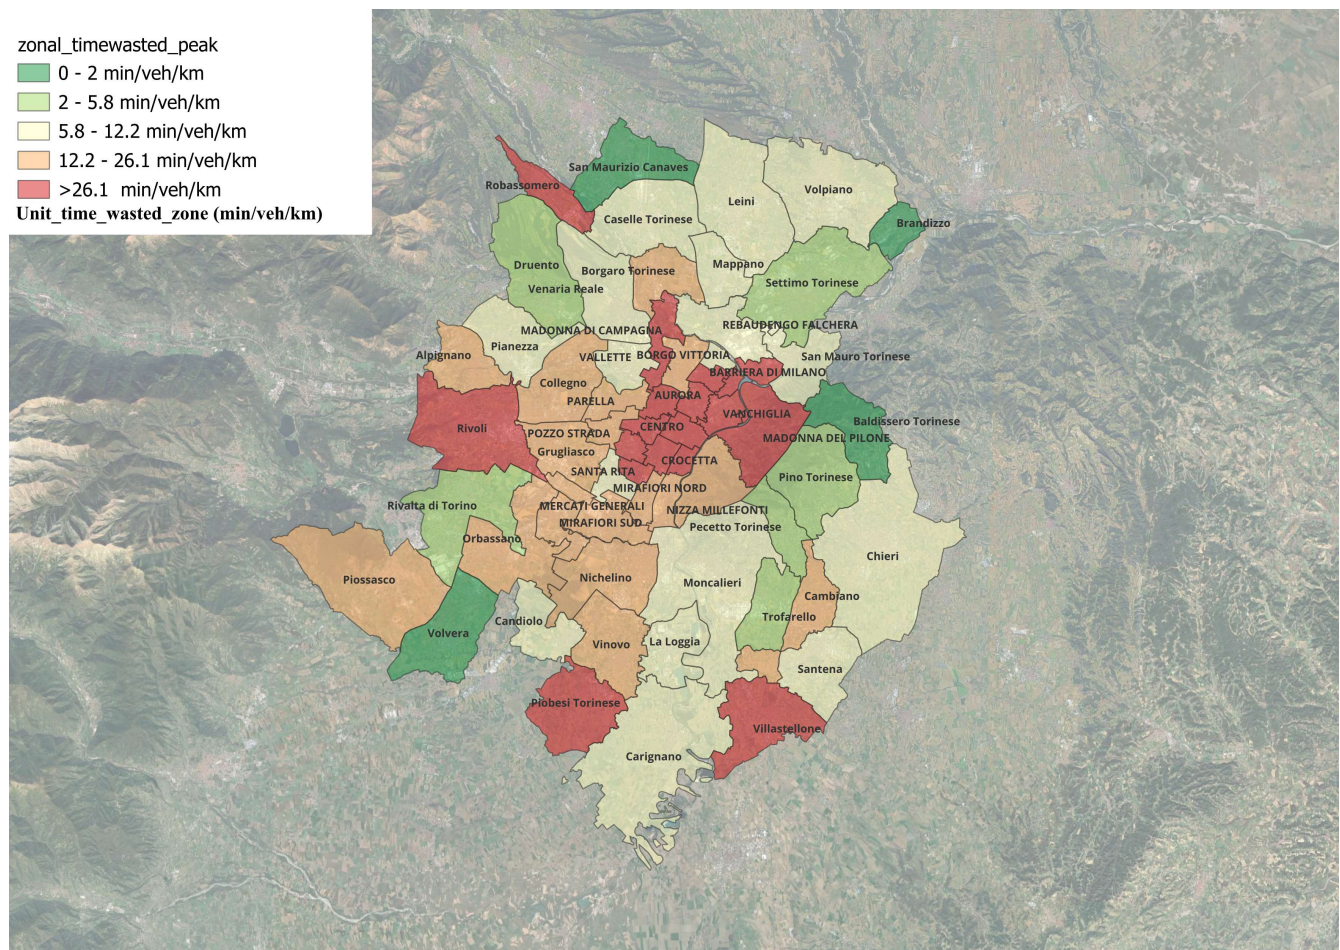 zonal_timewasted_peak
0 - 2 min/veh/km
2 - 5.8 min/veh/km
5.8 - 12.2 min/veh/km
12.2 - 26.1 min/veh/km
>26.1 min/veh/km
Unit_time_wasted_zone (min/veh/km)
San Maurizio Canaves
Robassomero
Volpiano
Leini
Caselle Torinese
Brandizzo
Druento
Borgaro Torinese
Mappano
Venaria Reale
Settimo Torinese
MADONNA DI CAMPAGNA
REBAUDENGO FALCHERA
Pianezza
Alpignano
VALLETTE
BORGO VITTORIA
San Mauro Torinese
BARRIERA DI MILANO
Collegno
PARELLA
AURORA
VANCHIGLIA
Baldissero Torinese
Rivoli
POZZO STRADA
CENTRO
MADONNA DEL PILONE
Grugliasco
CROCETTA
SANTA RITA
Pino Torinese
MIRAFIORI NORD
Rivalta di Torino
MERCATI GENERALI
NIZZA MILLEFONTI
MIRAFIORI SUD
Pecetto Torinese
Orbassano
Chieri
Piossasco
Nichelino
Moncalieri
Cambiano
Trofarello
Candiolo
Volvera
Vinovo
La Loggia
Santena
Piobesi Torinese
Villastellone
Carignano